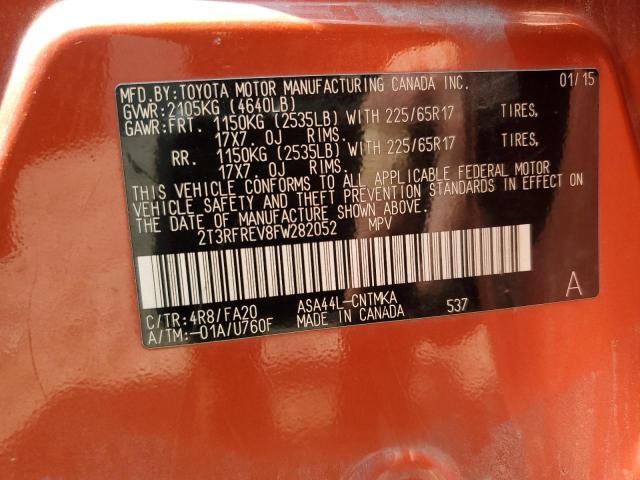 MFD. BY: TOYOTA MOTOR MANUFACTURING CANADA INC. 01/15
GVWR: 2105KG (4640LB)
GAWR: FRT. 1150KG (2535LB) WITH 225/65R17 TIRES,
17X7.0J RIMS.
RR. 1150KG (2535LB) WITH 225/65R17 TIRES,
17X7.0J RIMS.
THIS VEHICLE CONFORMS TO ALL APPLICABLE FEDERAL MOTOR
VEHICLE SAFETY AND THEFT PREVENTION STANDARDS IN EFFECT ON
THE DATE OF MANUFACTURE SHOWN ABOVE.
2T3RFREV8FW282052 MPV
A
C/TR: 4R8/FA20 ASA44L-CNTMKA 537
A/TM:-01A/U760F MADE IN CANADA